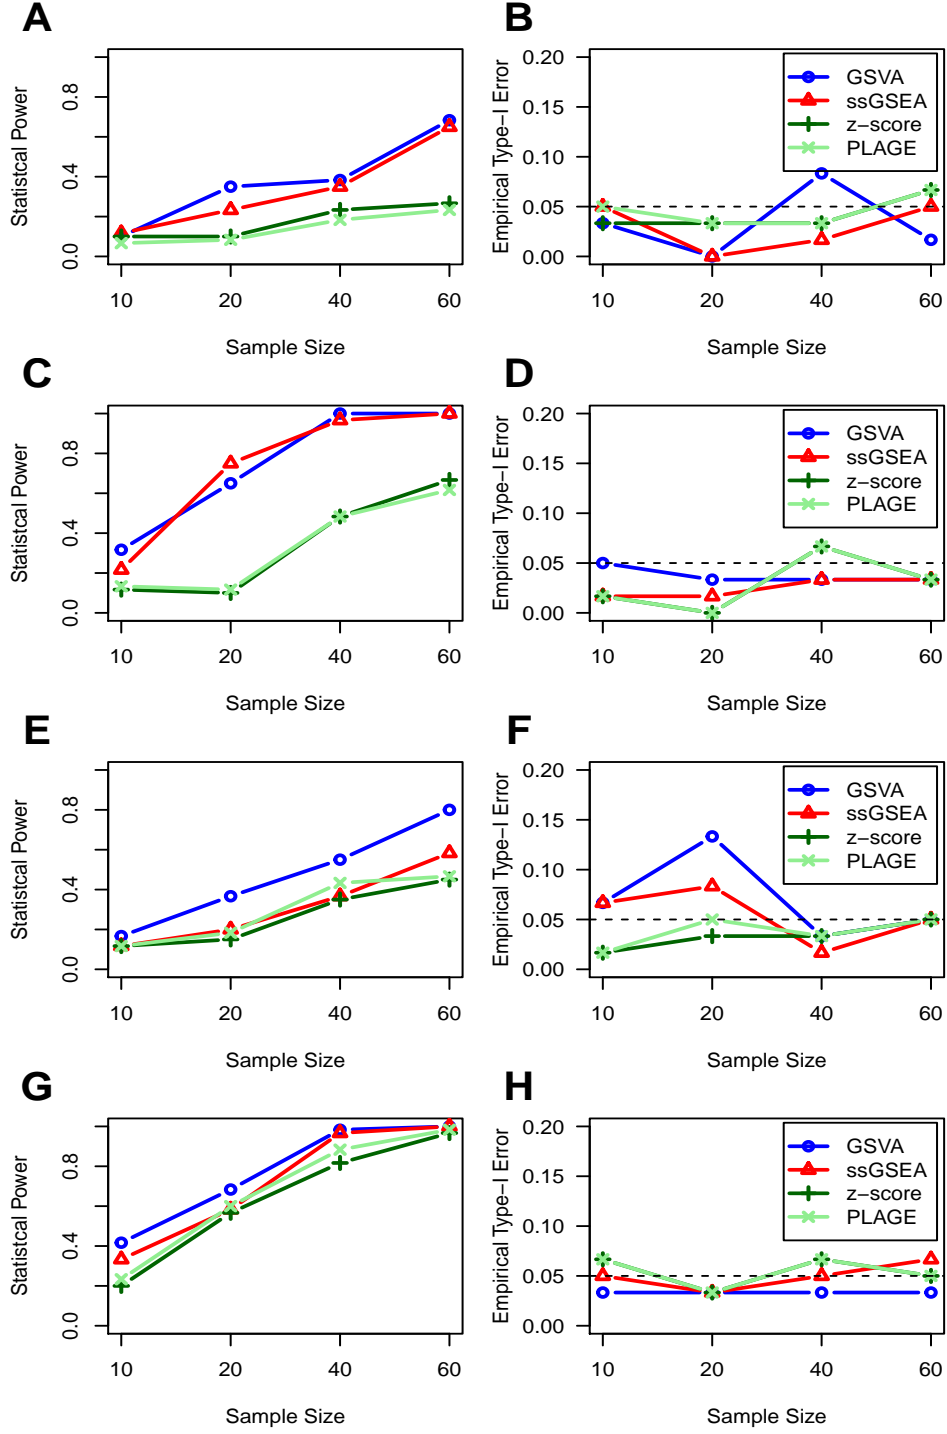 A
Statistcal Power
0.0
0.4
0.8
10
20
40
60
Sample Size
B
Empirical Type−I Error
0.00
0.05
0.10
0.15
0.20
10
20
40
60
Sample Size
GSVA
ssGSEA
z−score
PLAGE
C
Statistcal Power
0.0
0.4
0.8
10
20
40
60
Sample Size
D
Empirical Type−I Error
0.00
0.05
0.10
0.15
0.20
10
20
40
60
Sample Size
GSVA
ssGSEA
z−score
PLAGE
E
Statistcal Power
0.0
0.4
0.8
10
20
40
60
Sample Size
F
Empirical Type−I Error
0.00
0.05
0.10
0.15
0.20
10
20
40
60
Sample Size
GSVA
ssGSEA
z−score
PLAGE
G
Statistcal Power
0.0
0.4
0.8
10
20
40
60
Sample Size
H
Empirical Type−I Error
0.00
0.05
0.10
0.15
0.20
10
20
40
60
Sample Size
GSVA
ssGSEA
z−score
PLAGE